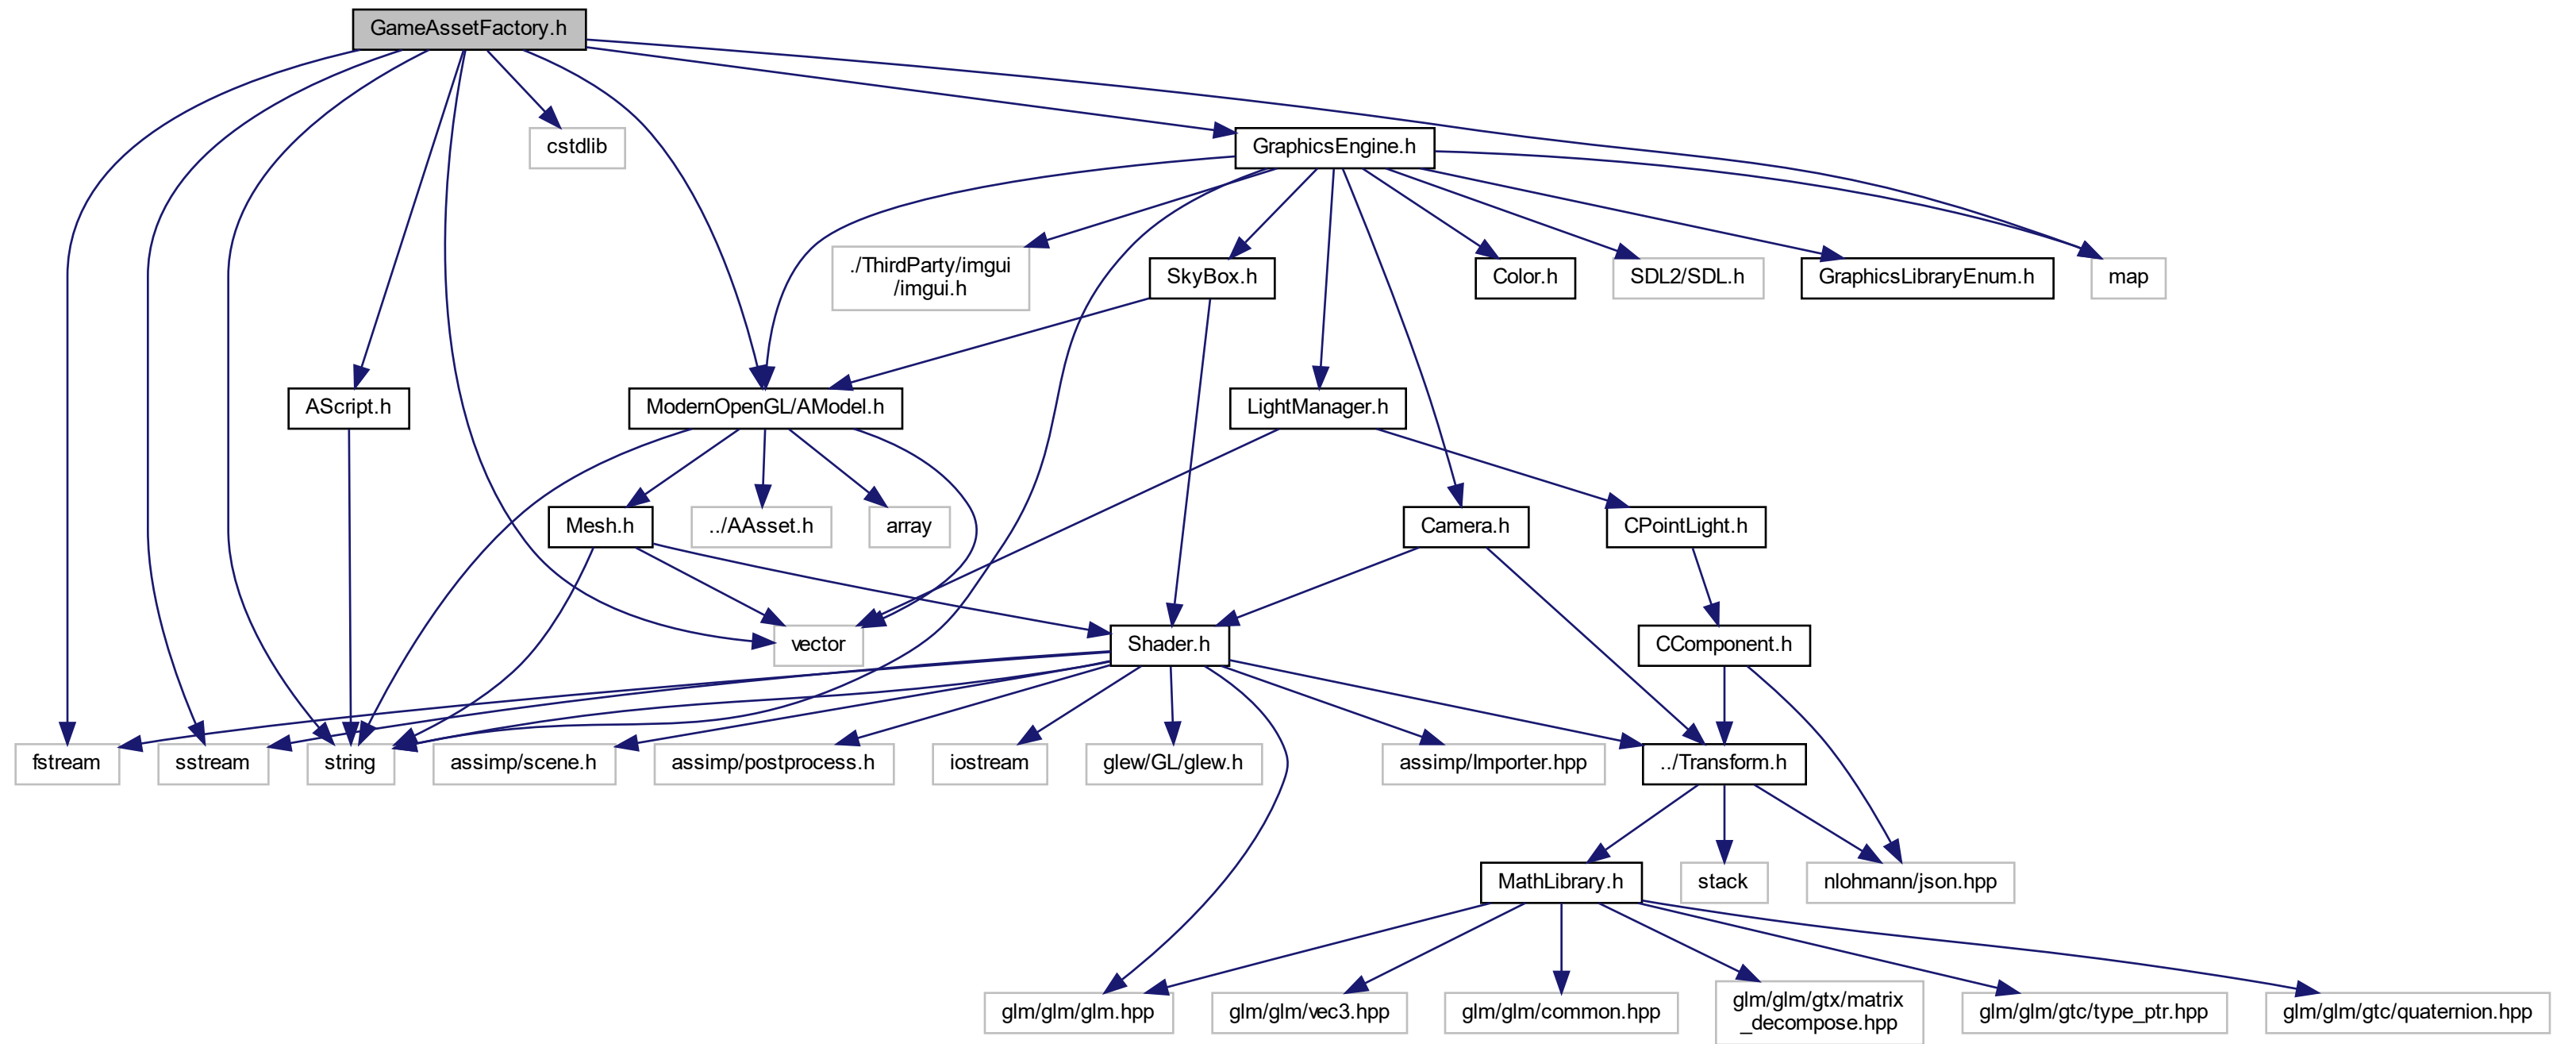 GameAssetFactory.h
cstdlib
GraphicsEngine.h
./ThirdParty/imgui
/imgui.h
SkyBox.h
Color.h
SDL2/SDL.h
GraphicsLibraryEnum.h
map
AScript.h
ModernOpenGL/AModel.h
LightManager.h
Mesh.h
../AAsset.h
array
Camera.h
CPointLight.h
vector
Shader.h
CComponent.h
fstream
sstream
string
assimp/scene.h
assimp/postprocess.h
iostream
glew/GL/glew.h
assimp/Importer.hpp
../Transform.h
MathLibrary.h
stack
nlohmann/json.hpp
glm/glm/glm.hpp
glm/glm/vec3.hpp
glm/glm/common.hpp
glm/glm/gtx/matrix
_decompose.hpp
glm/glm/gtc/type_ptr.hpp
glm/glm/gtc/quaternion.hpp